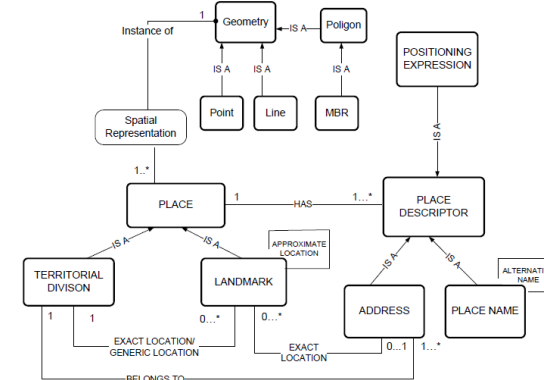 1
Geometry
IS A
Poligon
Instance of
IS A
IS A
IS A
POSITIONING
EXPRESSION
Point
Line
MBR
Spatial
Representation
IS A
1..*
PLACE
1
HAS
1...*
PLACE
DESCRIPTOR
IS A
IS A
APPROXIMATE
LOCATION
IS A
IS A
TERRITORIAL
DIVISON
LANDMARK
ALTERNATI
NAME
ADDRESS
PLACE NAME
1
1
0...*
0...*
EXACT LOCATION/
GENERIC LOCATION
EXACT
LOCATION
0...1
1...*
BELONGS TO